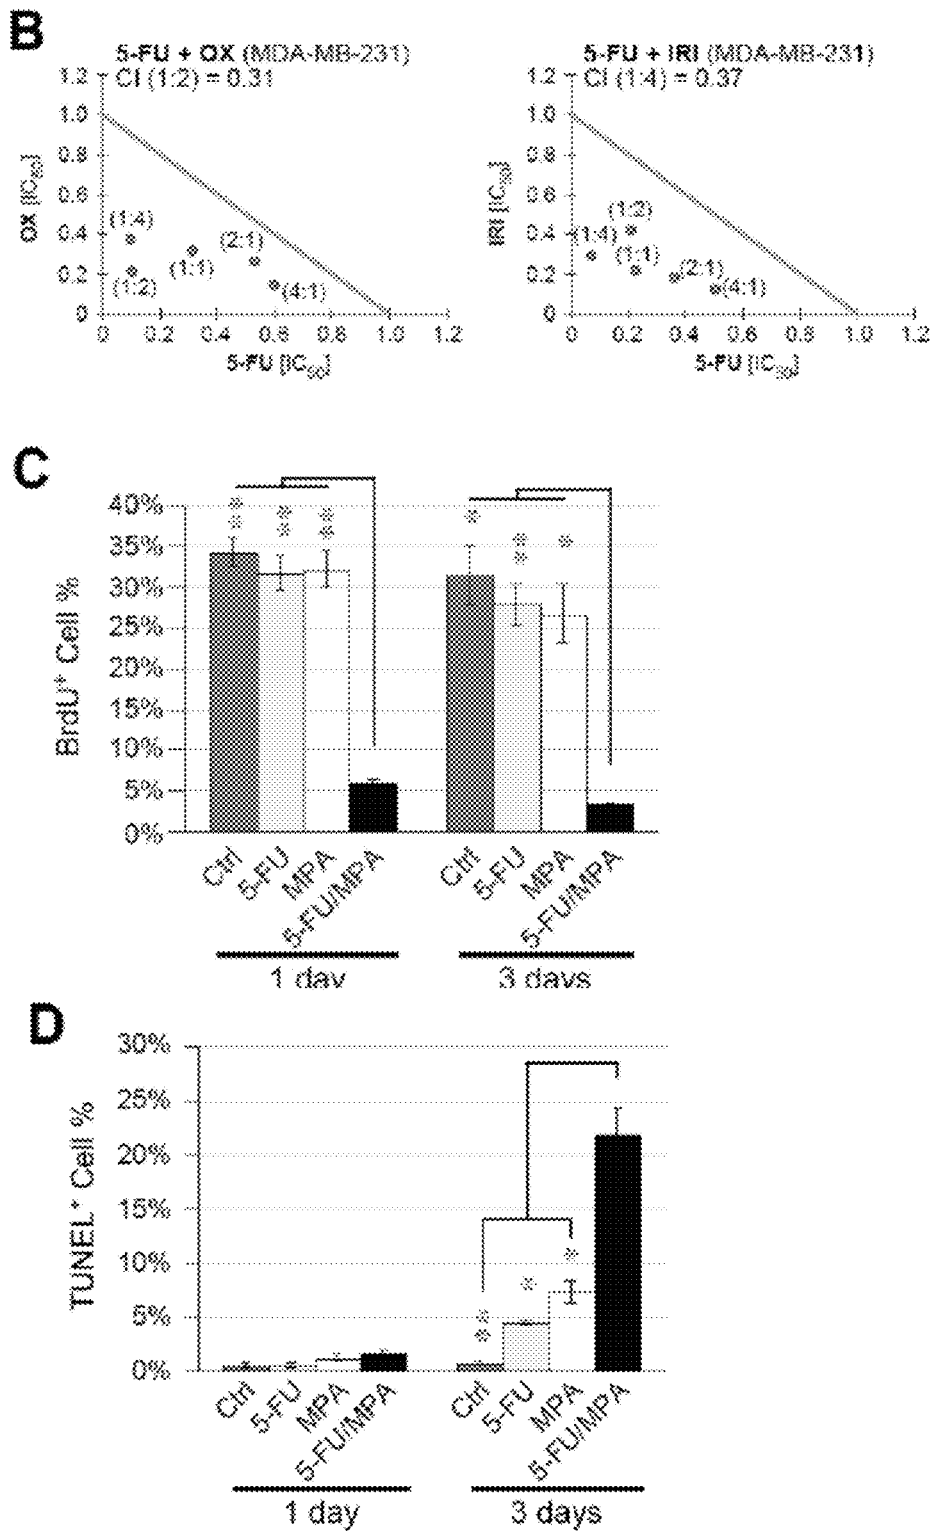 B
5-FU + OX (MDA-MB-231)
CI (1:2) = 0.31
1.2
1.0
0.8
0.6
0.4
0.2
0
OX [IC50]
(1:4)
(1:2)
(1:1)
(2:1)
(4:1)
0 0.2 0.4 0.6 0.8 1.0 1.2
5-FU [IC50]
5-FU + IRI (MDA-MB-231)
CI (1:4) = 0.37
1.2
1.0
0.8
0.6
0.4
0.2
0
IRI [IC50]
(1:2)
(1:4)
(1:1)
(2:1)
(4:1)
0 0.2 0.4 0.6 0.8 1.0 1.2
5-FU [IC50]
C
BrdU+ Cell %
40%
35%
30%
25%
20%
15%
10%
5%
0%
* * * * * *
* * * *
Ctrl 5-FU MPA 5-FU/MPA Ctrl 5-FU MPA 5-FU/MPA
1 day 3 days
D
TUNEL+ Cell %
30%
25%
20%
15%
10%
5%
0%
* * * *
Ctrl 5-FU MPA 5-FU/MPA Ctrl 5-FU MPA 5-FU/MPA
1 day 3 days